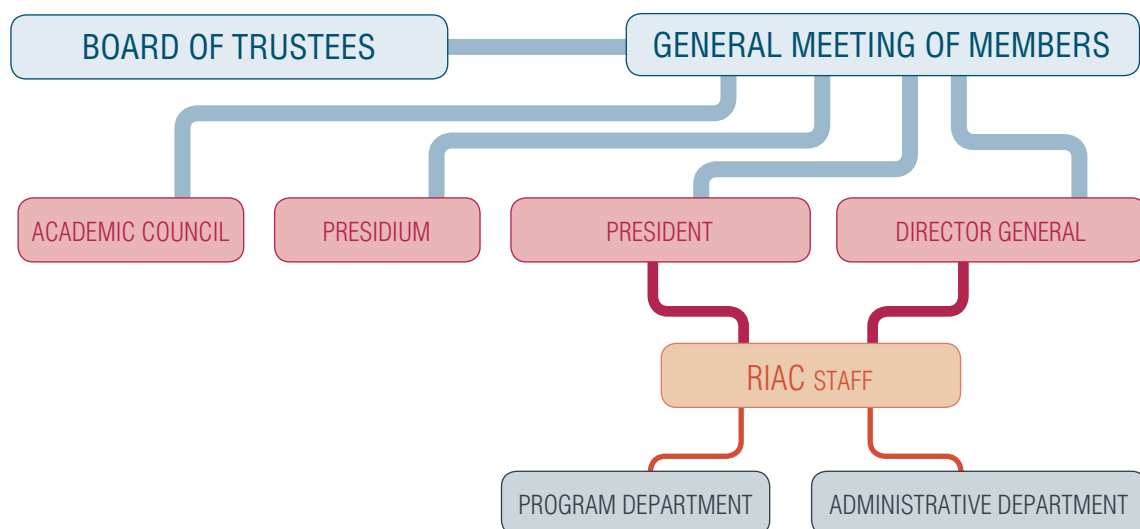 BOARD OF TRUSTEES
GENERAL MEETING OF MEMBERS
ACADEMIC COUNCIL
PRESIDIUM
PRESIDENT
DIRECTOR GENERAL
RIAC STAFF
PROGRAM DEPARTMENT
ADMINISTRATIVE DEPARTMENT